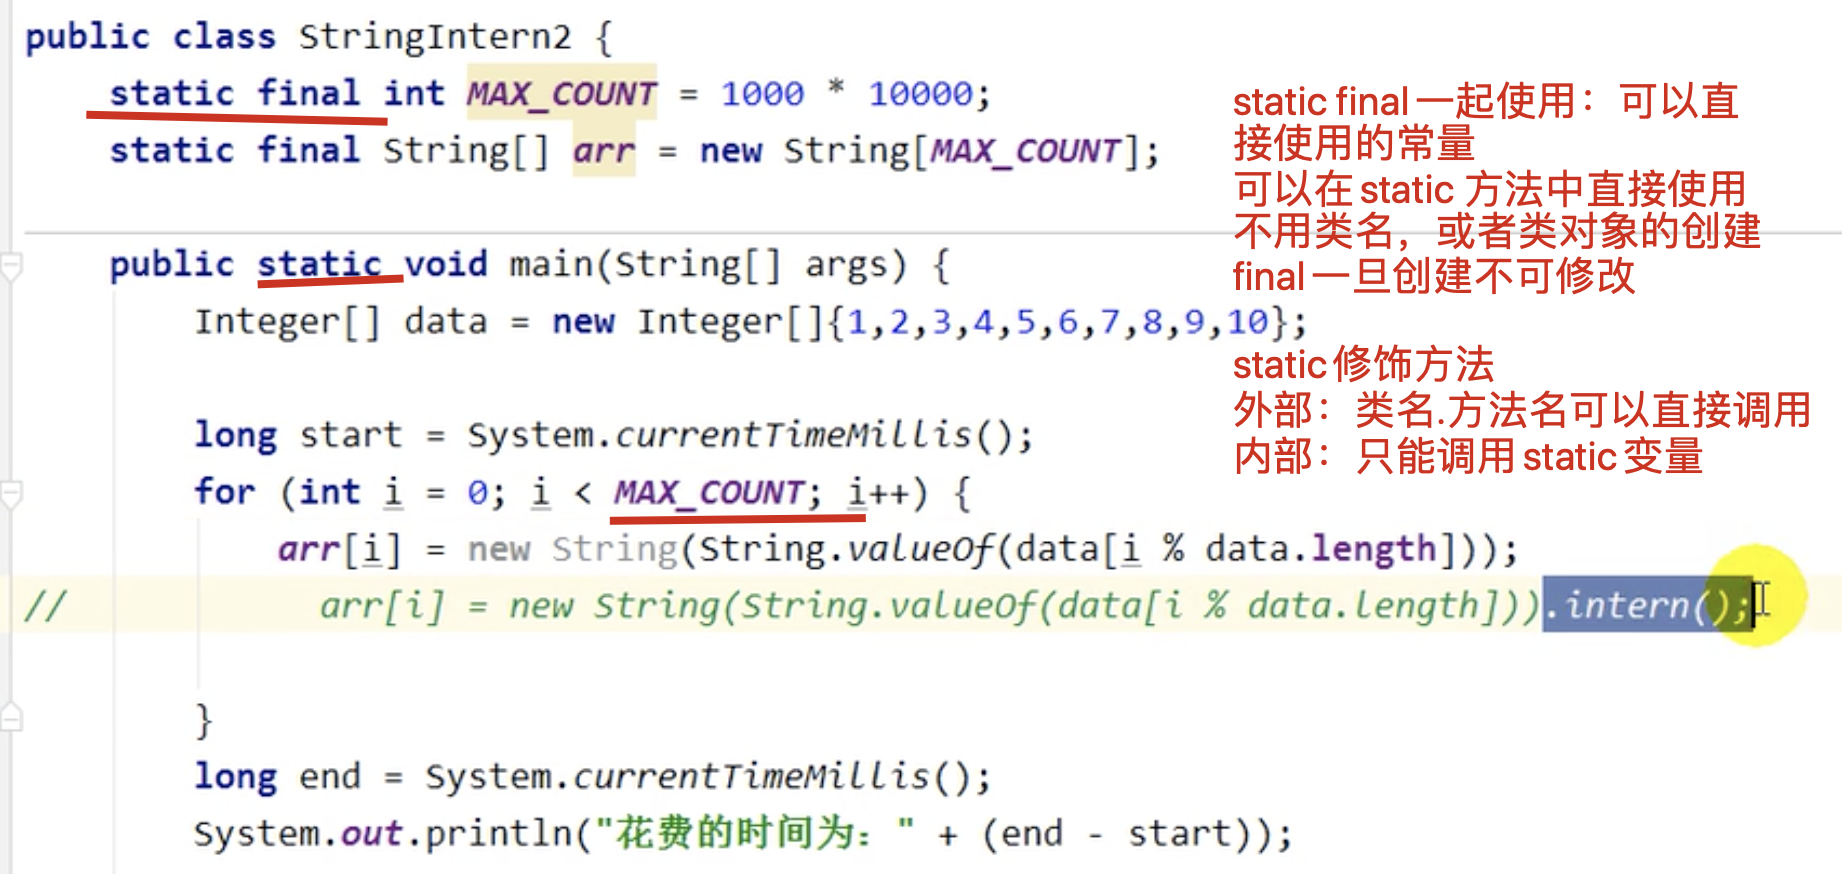 public class StringIntern2 {
static final int MAX_COUNT = 1000 * 10000;
static final String[] arr = new String[MAX_COUNT];
public static void main(String[] args) {
Integer[] data = new Integer[]{1,2,3,4,5,6,7,8,9,10};
long start = System.currentTimeMillis();
for (int i = 0; i < MAX_COUNT; i++) {
arr[i] = new String(String.valueOf(data[i % data.length]));
// arr[i] = new String(String.valueOf(data[i % data.length])).intern();
}
long end = System.currentTimeMillis();
System.out.println("花费的时间为：" + (end - start));
static final一起使用：可以直
接使用的常量
可以在static 方法中直接使用
不用类名，或者类对象的创建
final一旦创建不可修改
static修饰方法
外部：类名.方法名可以直接调用
内部：只能调用static变量